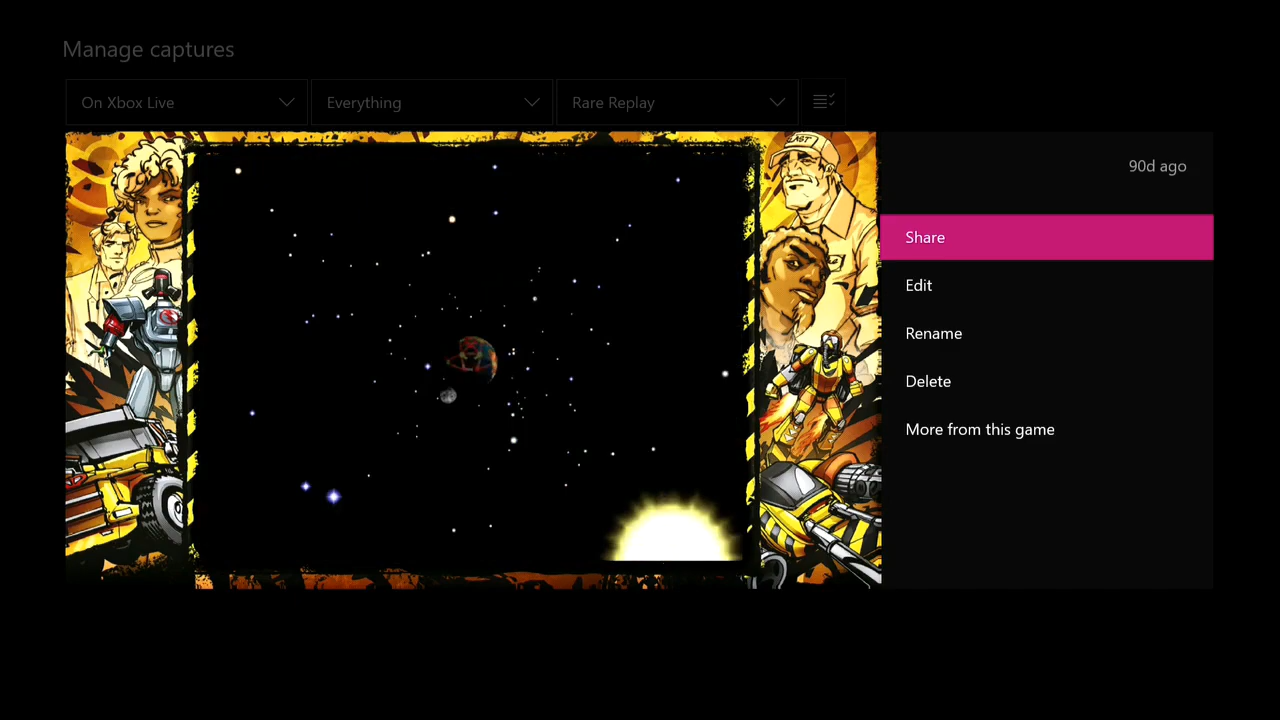 Manage captures
On Xbox Live
Everything
Rare Replay
90d ago
Share
Edit
Rename
Delete
More from this game